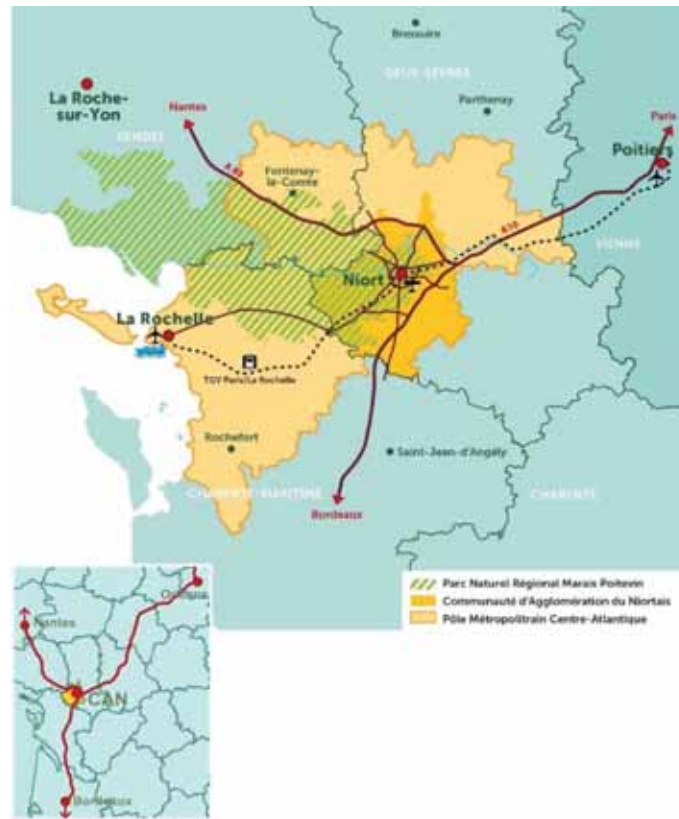 Bressuire
DEUX-SÈVRES
La Roche-
sur-Yon
Nantes
Parthenay
Paris
VENDÉE
A 83
Fontenay-
le-Comte
Poitiers
A10
VIENNE
Niort
La Rochelle
TGV Paris/La Rochelle
Rochefort
Saint-Jean-d'Angély
CHARENTE-MARITIME
CHARENTE
Bordeaux
Parc Naturel Régional Marais Poitevin
Communauté d'Agglomération du Niortais
Pôle Métropolitrain Centre-Atlantique
Nantes
CAN
Bordeaux